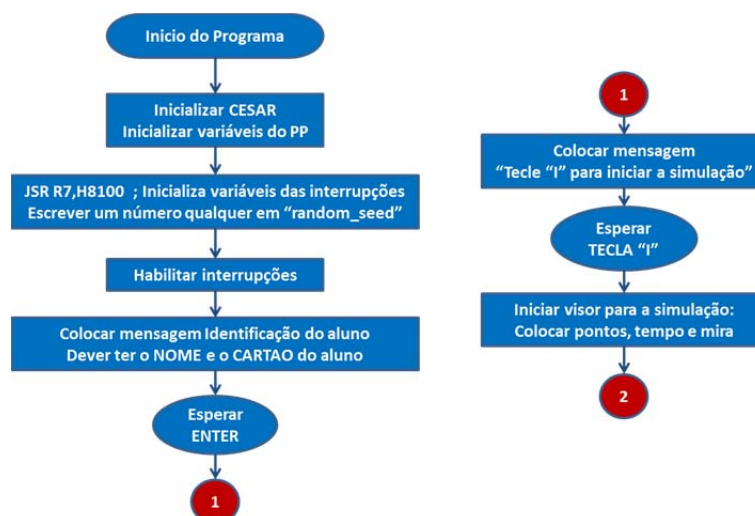 Inicio do Programa
Inicializar CESAR
Inicializar variáveis do PP
JSR R7,H8100 ; Inicializa variáveis das interrupções
Escrever um número qualquer em “random_seed”
Habilitar interrupções
Colocar mensagem Identificação do aluno
Dever ter o NOME e o CARTAO do aluno
Esperar
ENTER
1
1
Colocar mensagem
“Tecle “I” para iniciar a simulação”
Esperar
TECLA “I”
Iniciar visor para a simulação:
Colocar pontos, tempo e mira
2